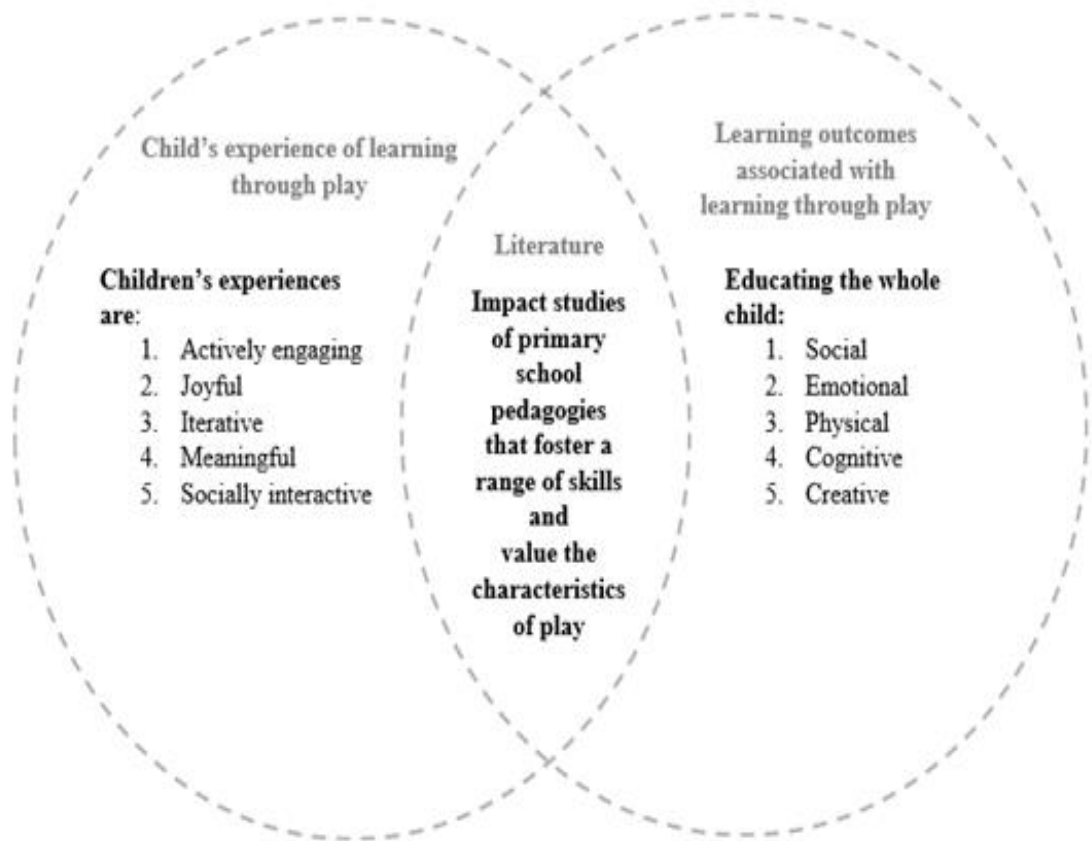 Child's experience of learning
through play
Children's experiences
are:
1. Actively engaging
2. Joyful
3. Iterative
4. Meaningful
5. Socially interactive
Literature
Impact studies
of primary
school
pedagogies
that foster a
range of skills
and
value the
characteristics
of play
Learning outcomes
associated with
learning through play
Educating the whole
child:
1. Social
2. Emotional
3. Physical
4. Cognitive
5. Creative